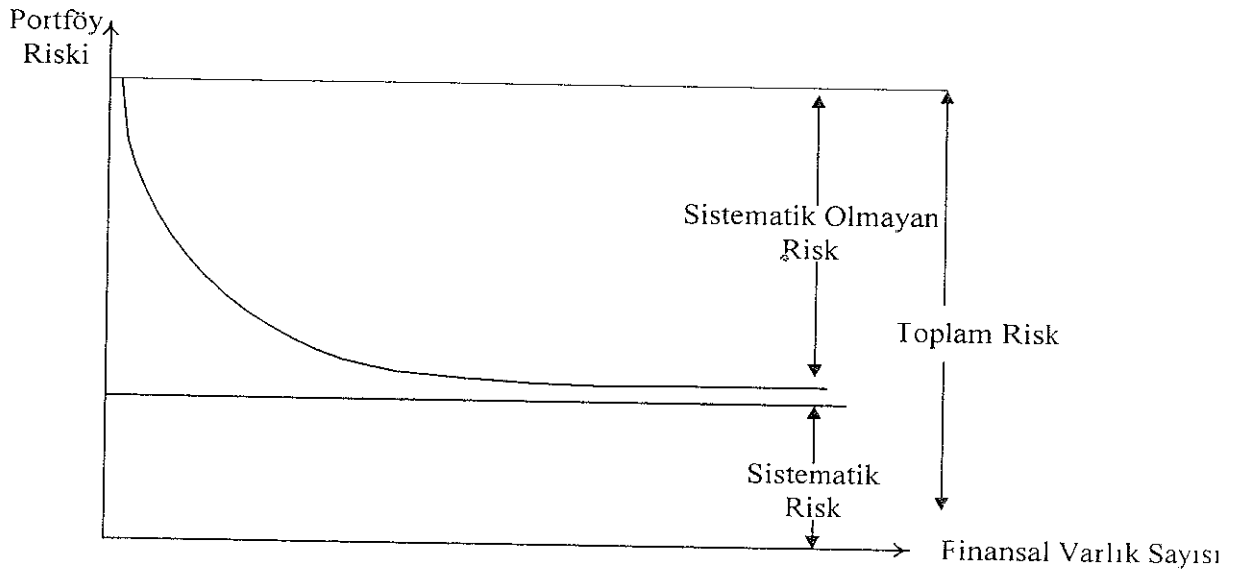 Portföy
Riski
Sistematik Olmayan
Risk
Toplam Risk
Sistematik
Risk
Finansal Varlık Sayısı